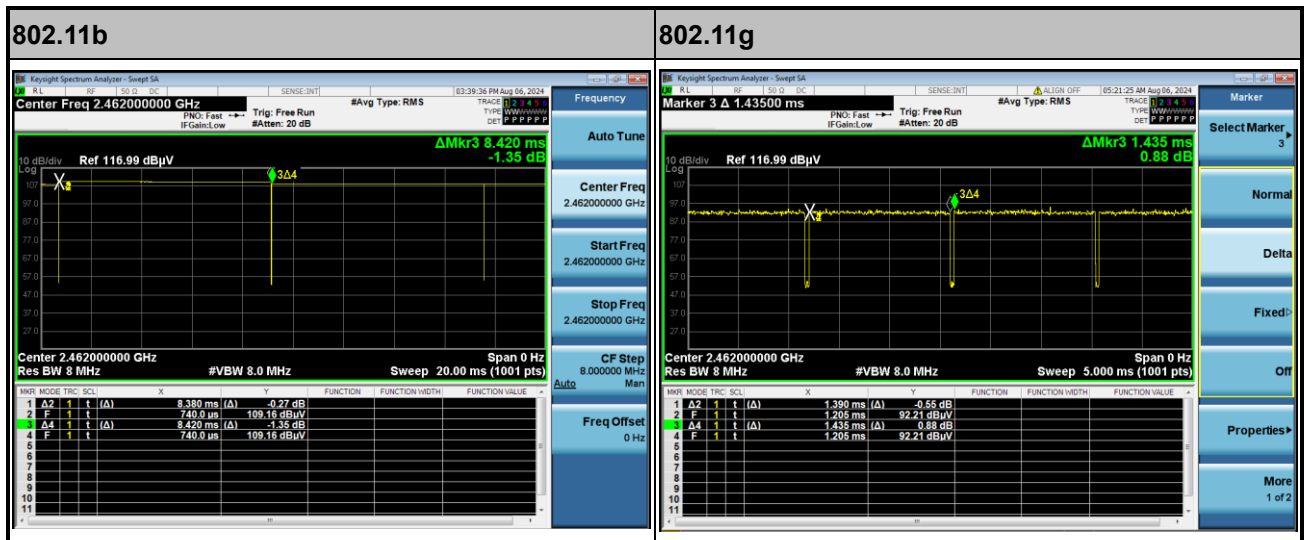 802.11b
Keysight Spectrum Analyzer - Swept SA
RL RF 50 Ω DC SENSE:INT 03:39:36 PM Aug 06, 2024
Center Freq 2.462000000 GHz
#Avg Type: RMS
TRACE 1 2 3 4 5 6
PNO: Fast Trig: Free Run
TYPE WWWWWW
IFGain:Low #Atten: 20 dB
DET P P P P P P
ΔMkr3 8.420 ms
-1.35 dB
10 dB/div Ref 116.99 dBμV
Log
107
97.0
87.0
77.0
67.0
57.0
47.0
37.0
27.0
3Δ4
Center 2.462000000 GHz Span 0 Hz
Res BW 8 MHz #VBW 8.0 MHz Sweep 20.00 ms (1001 pts)
MKR MODE TRC SCL X Y FUNCTION FUNCTION WIDTH FUNCTION VALUE
1 Δ2 1 t (Δ) 8.380 ms (Δ) -0.27 dB
2 F 1 t 740.0 μs 109.16 dBuV
3 Δ4 1 t (Δ) 8.420 ms (Δ) -1.35 dB
4 F 1 t 740.0 μs 109.16 dBuV
5
6
7
8
9
10
11
Frequency
Auto Tune
Center Freq
2.462000000 GHz
Start Freq
2.462000000 GHz
Stop Freq
2.462000000 GHz
CF Step
8.000000 MHz
Auto Man
Freq Offset
0 Hz
802.11g
Keysight Spectrum Analyzer - Swept SA
RL RF 50 Ω DC SENSE:INT ALIGN OFF 05:21:25 AM Aug 06, 2024
Marker 3 Δ 1.43500 ms
#Avg Type: RMS
TRACE 1 2 3 4 5 6
PNO: Fast Trig: Free Run
TYPE WWWWWW
IFGain:Low #Atten: 20 dB
DET P P P P P P
ΔMkr3 1.435 ms
0.88 dB
10 dB/div Ref 116.99 dBμV
Log
107
97.0
87.0
77.0
67.0
57.0
47.0
37.0
27.0
3Δ4
Center 2.462000000 GHz Span 0 Hz
Res BW 8 MHz #VBW 8.0 MHz Sweep 5.000 ms (1001 pts)
MKR MODE TRC SCL X Y FUNCTION FUNCTION WIDTH FUNCTION VALUE
1 Δ2 1 t (Δ) 1.390 ms (Δ) -0.55 dB
2 F 1 t 1.205 ms 92.21 dBuV
3 Δ4 1 t (Δ) 1.435 ms (Δ) 0.88 dB
4 F 1 t 1.205 ms 92.21 dBuV
5
6
7
8
9
10
11
Marker
Select Marker
3
Normal
Delta
Fixed
Off
Properties
More
1 of 2